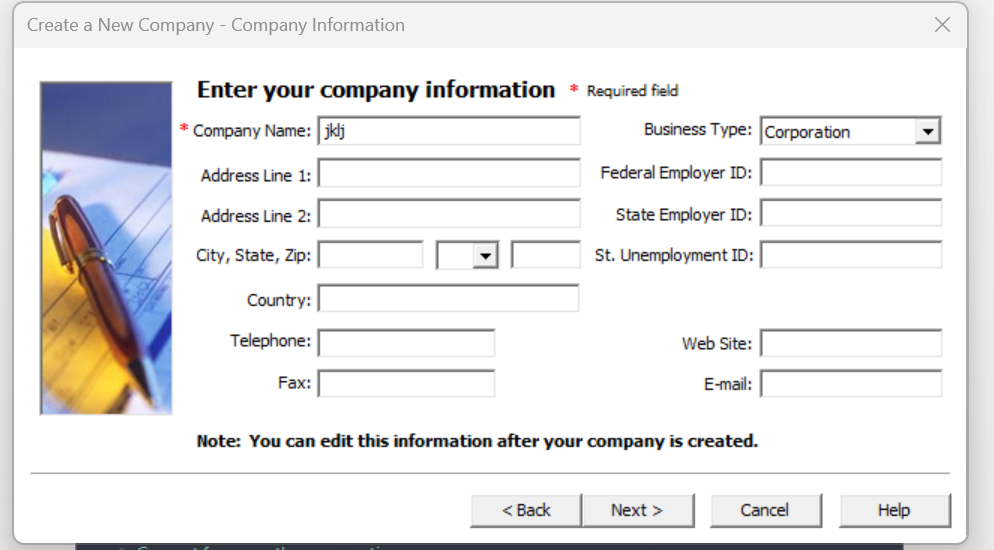 Create a New Company - Company Information
Enter your company information * Required field
* Company Name: jklj Business Type: Corporation
Address Line 1: Federal Employer ID:
Address Line 2: State Employer ID:
City, State, Zip: St. Unemployment ID:
Country:
Telephone: Web Site:
Fax: E-mail:
Note: You can edit this information after your company is created.
< Back Next > Cancel Help